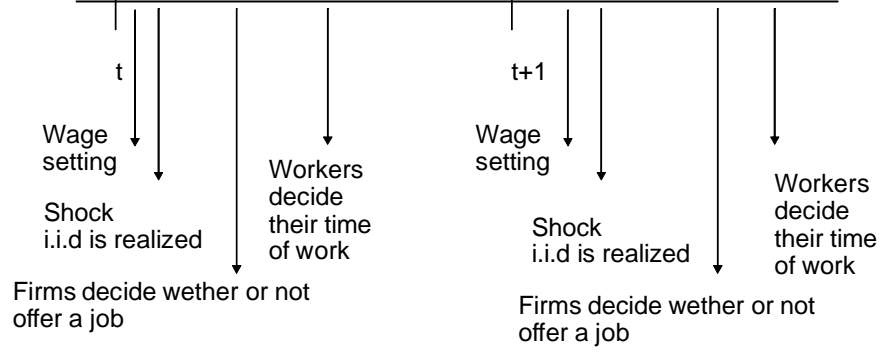 t
t+1
Wage
setting
Shock
i.i.d is realized
Firms decide wether or not
offer a job
Workers
decide
their time
of work
Wage
setting
Shock
i.i.d is realized
Firms decide wether or not
offer a job
Workers
decide
their time
of work